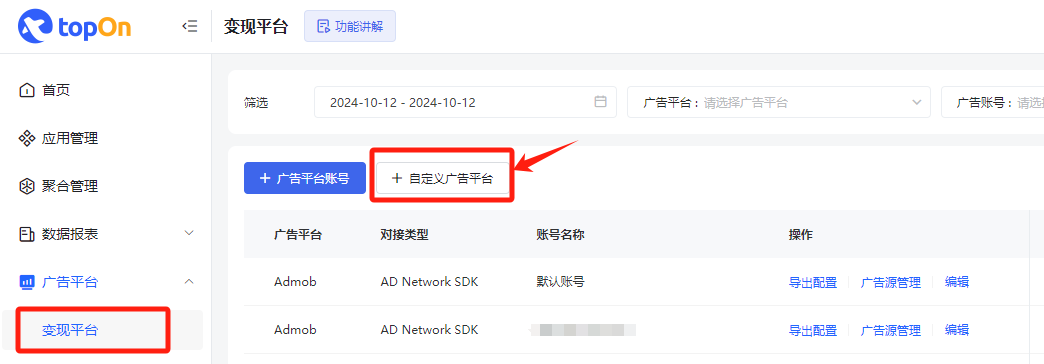 topOn
变现平台
功能讲解
首页
应用管理
聚合管理
数据报表
广告平台
变现平台
筛选
2024-10-12 - 2024-10-12
广告平台 : 请选择广告平台
广告账号 : 请选
+ 广告平台账号
+ 自定义广告平台
广告平台 对接类型 账号名称 操作
Admob AD Network SDK 默认账号 导出配置 广告源管理 编辑
Admob AD Network SDK 导出配置 广告源管理 编辑